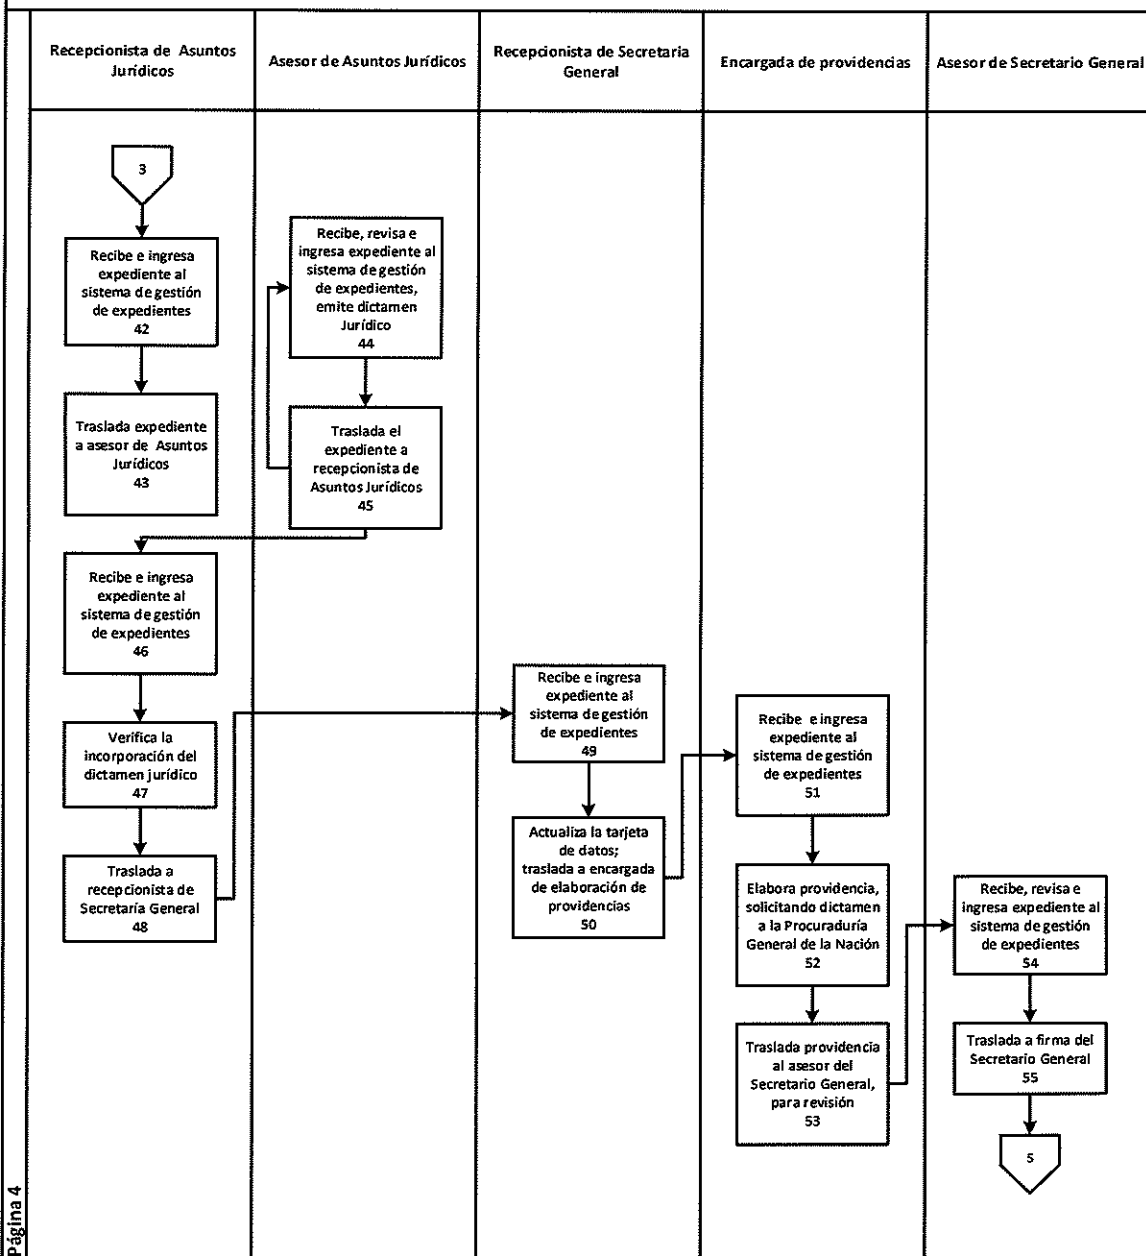 Recepcionista de Asuntos
Jurídicos
Asesor de Asuntos Jurídicos
Recepcionista de Secretaria
General
Encargada de providencias
Asesor de Secretario General
3
Recibe e ingresa
expediente al
sistema de gestión
de expedientes
42
Traslada expediente
a asesor de Asuntos
Jurídicos
43
Recibe, revisa e
ingresa expediente al
sistema de gestión
de expedientes,
emite dictamen
Jurídico
44
Traslada el
expediente a
recepcionista de
Asuntos Jurídicos
45
Recibe e ingresa
expediente al
sistema de gestión
de expedientes
46
Verifica la
incorporación del
dictamen jurídico
47
Traslada a
recepcionista de
Secretaría General
48
Recibe e ingresa
expediente al
sistema de gestión
de expedientes
49
Actualiza la tarjeta
de datos;
traslada a encargada
de elaboración de
providencias
50
Recibe e ingresa
expediente al
sistema de gestión
de expedientes
51
Elabora providencia,
solicitando dictamen
a la Procuraduría
General de la Nación
52
Traslada providencia
al asesor del
Secretario General,
para revisión
53
Recibe, revisa e
ingresa expediente al
sistema de gestión
de expedientes
54
Traslada a firma del
Secretario General
55
5
Página 4